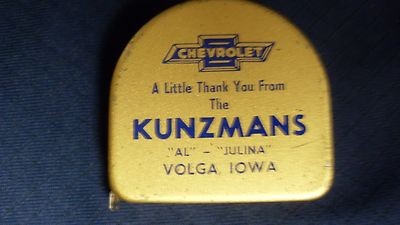 CHEVROLET
A Little Thank You From
The
KUNZMANS
"AL" - "JULINA"
VOLGA, IOWA